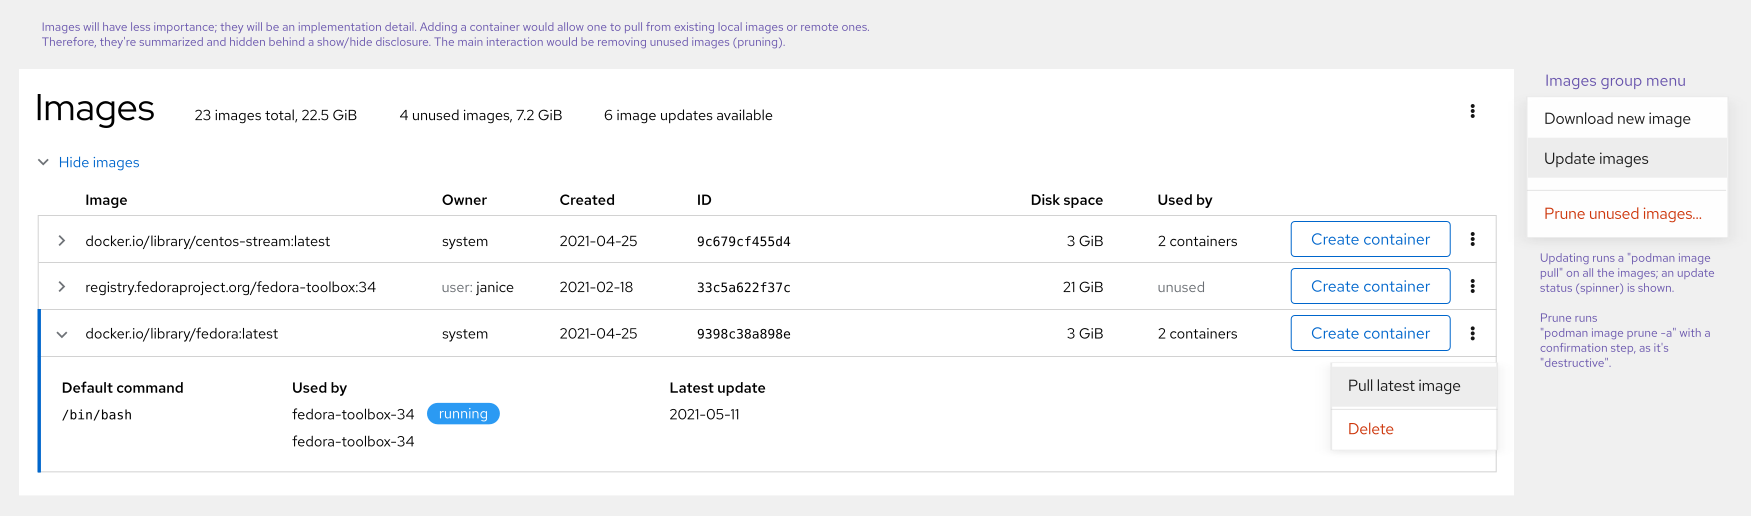 Images will have less importance; they will be an implementation detail. Adding a container would allow one to pull from existing local images or remote ones.
Therefore, they're summarized and hidden behind a show/hide disclosure. The main interaction would be removing unused images (pruning).
Images 23 images total, 22.5 GiB 4 unused images, 7.2 GiB 6 image updates available
Hide images
Image Owner Created ID Disk space Used by
docker.io/library/centos-stream:latest system 2021-04-25 9c679cf455d4 3 GiB 2 containers Create container
registry.fedoraproject.org/fedora-toolbox:34 user: janice 2021-02-18 33c5a622f37c 21 GiB unused Create container
docker.io/library/fedora:latest system 2021-04-25 9398c38a898e 3 GiB 2 containers Create container
Default command Used by Latest update
/bin/bash fedora-toolbox-34 running 2021-05-11
fedora-toolbox-34
Pull latest image
Delete
Images group menu
Download new image
Update images
Prune unused images...
Updating runs a "podman image
pull" on all the images; an update
status (spinner) is shown.
Prune runs
"podman image prune -a" with a
confirmation step, as it's
"destructive".